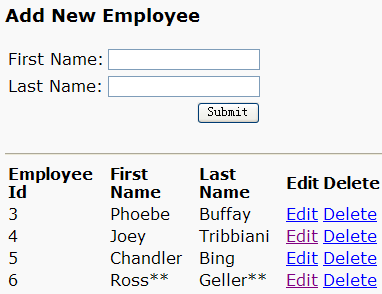 Add New Employee
First Name:
Last Name:
Submit
Employee Id First Name Last Name Edit Delete
3 Phoebe Buffay Edit Delete
4 Joey Tribbiani Edit Delete
5 Chandler Bing Edit Delete
6 Ross** Geller** Edit Delete